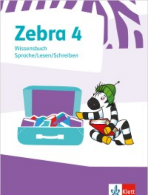 Zebra 4
Wissensbuch
Sprache/Lesen/Schreiben
Klett